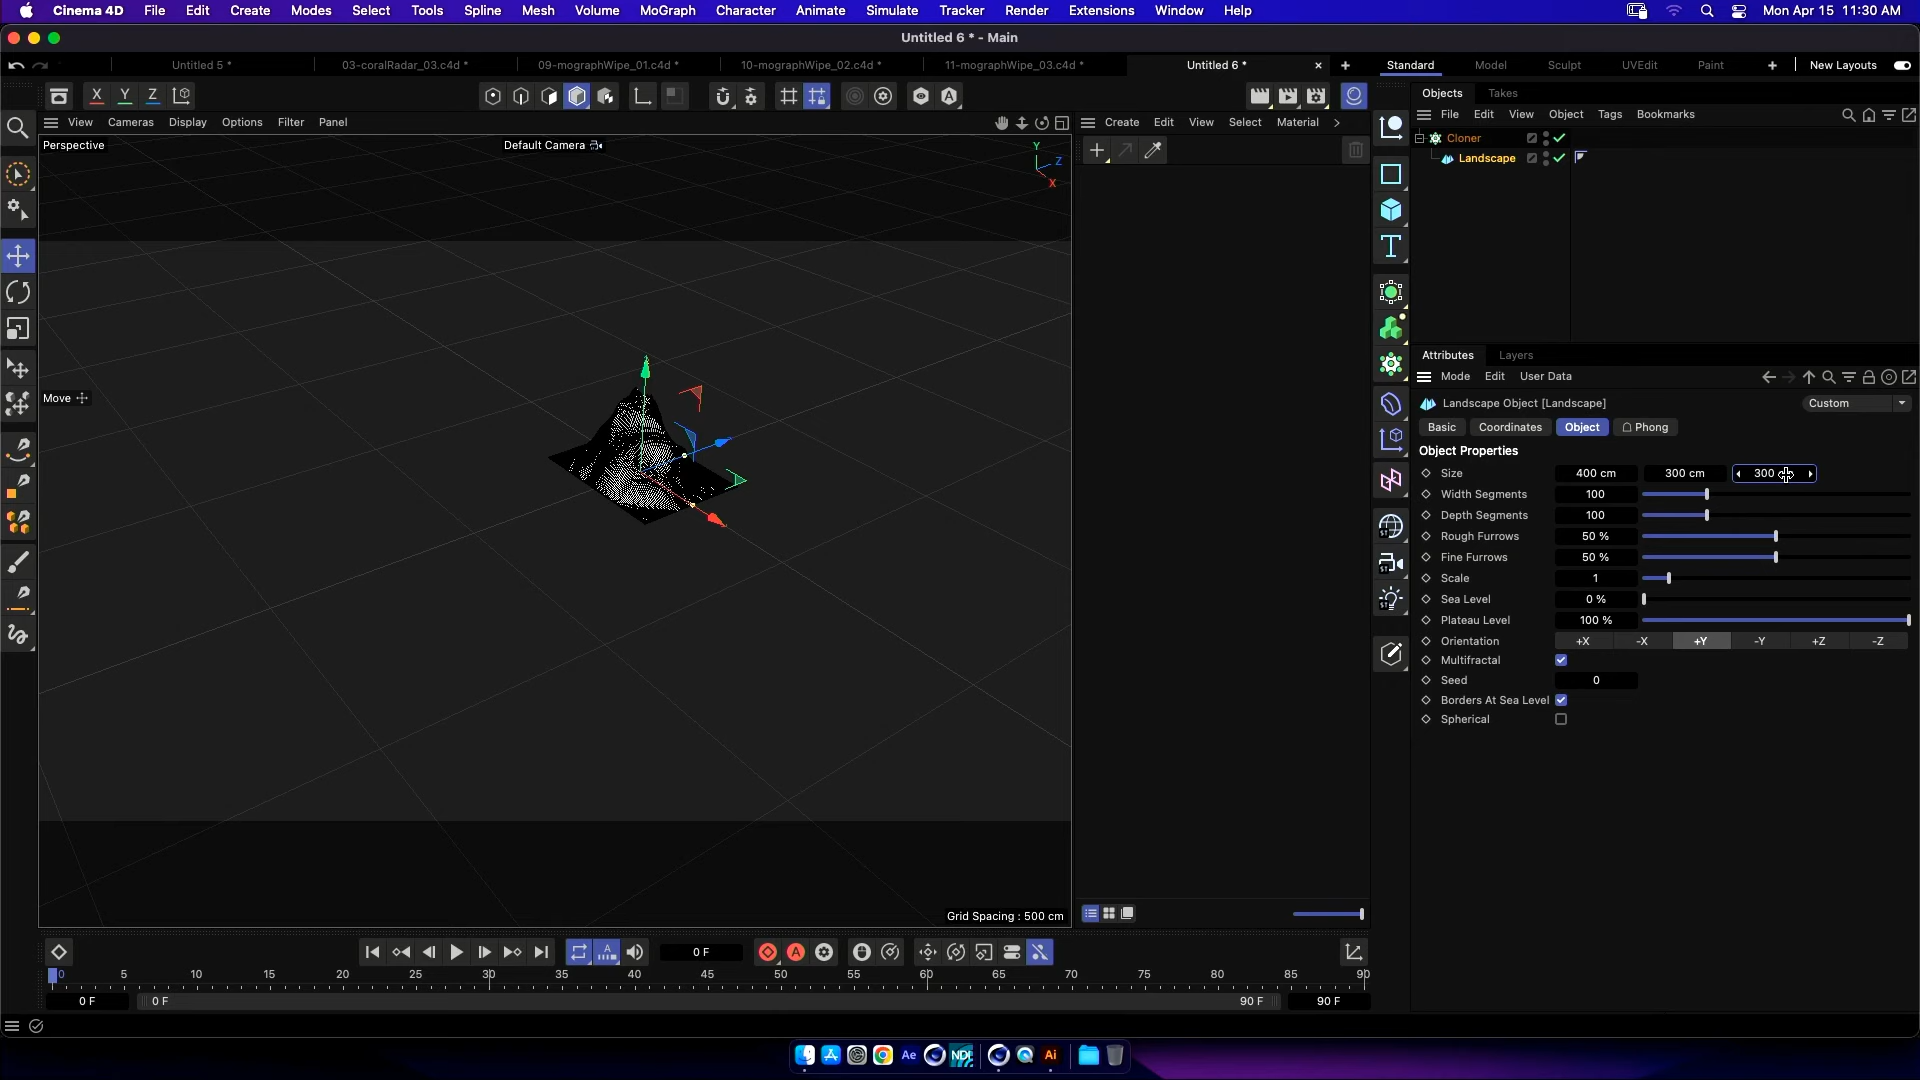 Cinema 4D File Edit Create Modes Select Tools Spline Mesh Volume MoGraph Character Animate Simulate Tracker Render Extensions Window Help Mon Apr 15 11:30 AM
Untitled 6 * - Main
Untitled 5 * 03-coralRadar_03.c4d * 09-mographWipe_01.c4d * 10-mographWipe_02.c4d * 11-mographWipe_03.c4d * Untitled 6 * Standard Model Sculpt UVEdit Paint New Layouts
X Y Z
Objects Takes
View Cameras Display Options Filter Panel Create Edit View Select Material File Edit View Object Tags Bookmarks
Perspective Default Camera
Y
Z
X
Cloner
Landscape
Attributes Layers
Mode Edit User Data
Move
Landscape Object [Landscape] Custom
Basic Coordinates Object Phong
Object Properties
Size 400 cm 300 cm 300
Width Segments 100
Depth Segments 100
Rough Furrows 50 %
Fine Furrows 50 %
Scale 1
Sea Level 0 %
Plateau Level 100 %
Orientation +X -X +Y -Y +Z -Z
Multifractal
Seed 0
Borders At Sea Level
Spherical
Grid Spacing : 500 cm
0 F
0 5 10 15 20 25 30 35 40 45 50 55 60 65 70 75 80 85 90
0 F 0 F 90 F 90 F
Ae NDI Ai